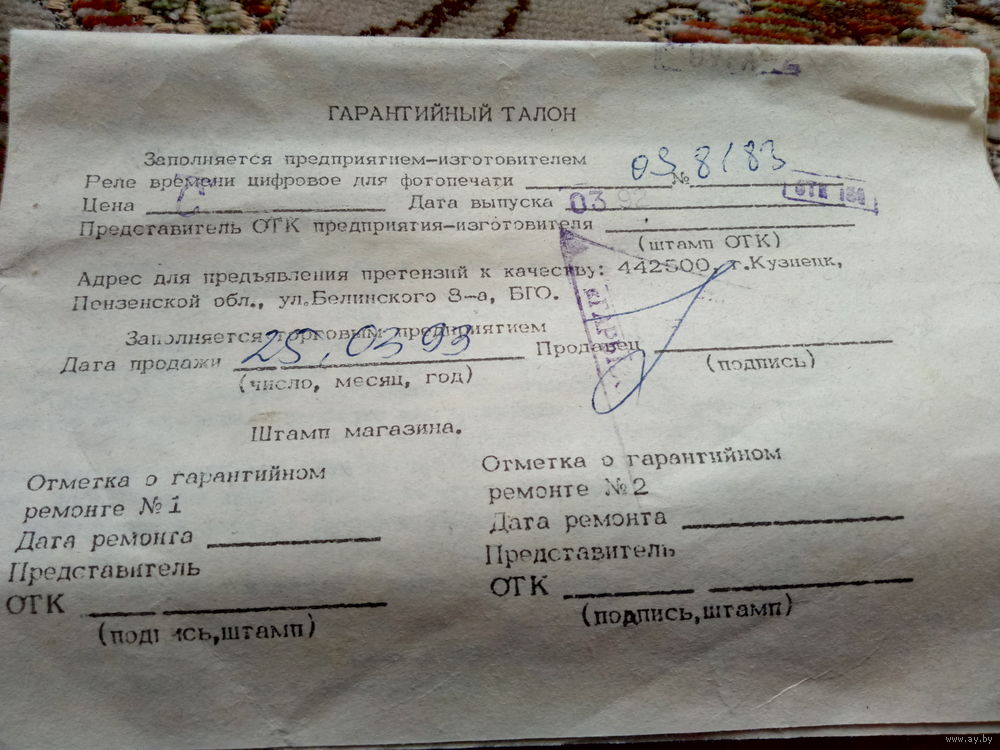 ГАРАНТИЙНЫЙ ТАЛОН
Заполняется предприятием-изготовителем
Реле времени цифровое для фотопечати № 8183
Цена Дата выпуска 03 92 ОТК
Представитель ОТК предприятия-изготовителя
(штамп ОТК)
Адрес для предъявления претензий к качеству: 442500, г.Кузнецк,
Пензенской обл., ул.Белинского 8-а, БГО.
Заполняется торговым предприятием
Дата продажи 25.03 93 Продавец
(число, месяц, год) (подпись)
Штамп магазина.
Отметка о гарантийном
ремонте №1
Дата ремонта
Представитель
ОТК
(подпись,штамп)
Отметка о гарантийном
ремонте №2
Дата ремонта
Представитель
ОТК
(подпись,штамп)
www.ay.by